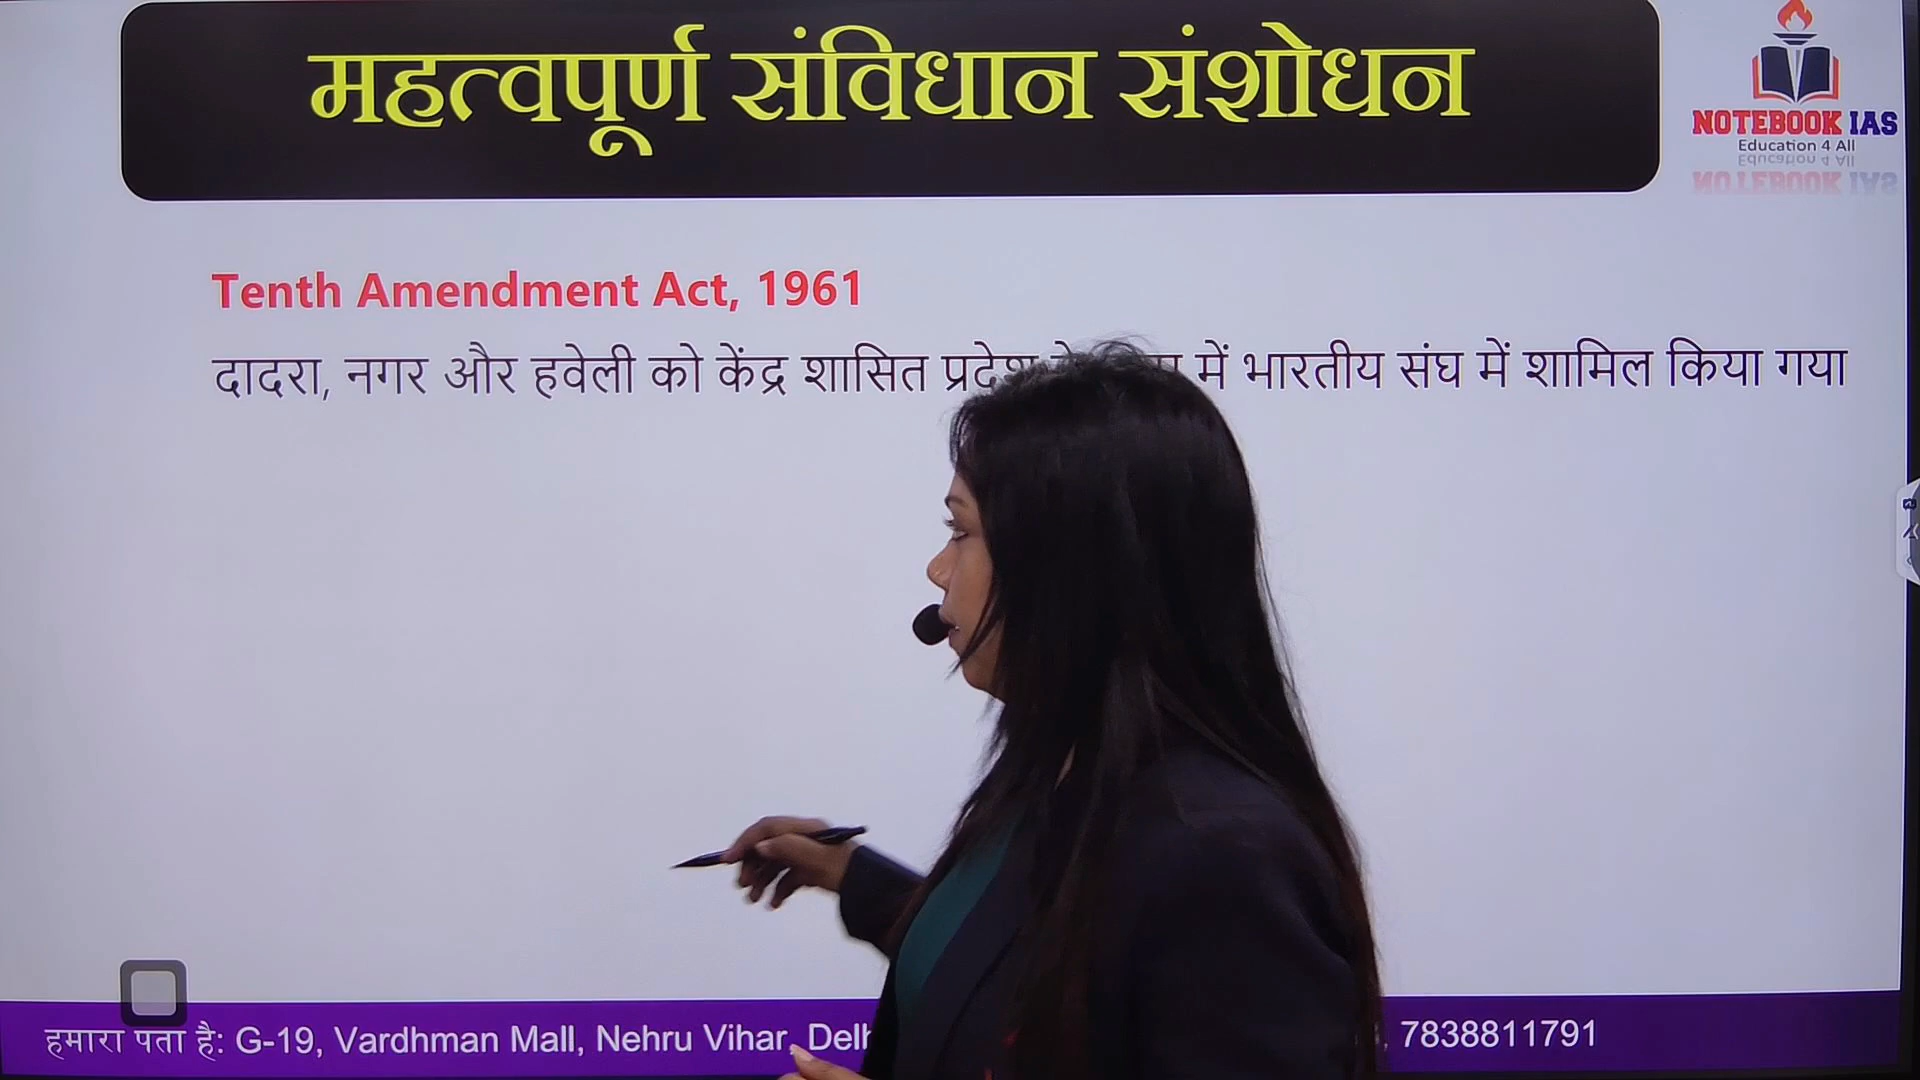 महत्वपूर्ण संविधान संशोधन
NOTEBOOK IAS
Education 4 All
Tenth Amendment Act, 1961
दादरा, नगर और हवेली को केंद्र शासित प्रदेश में भारतीय संघ में शामिल किया गया
हमारा पता है: G-19, Vardhman Mall, Nehru Vihar, 7838811791